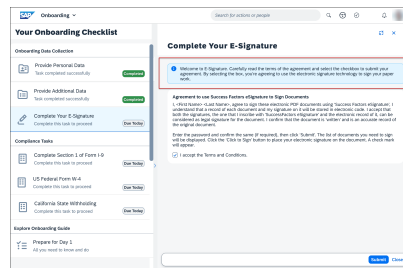 SAP Onboarding
Search for actions or people
Your Onboarding Checklist
Onboarding Data Collection
Provide Personal Data
Task completed successfully
Completed
Provide Additional Data
Task completed successfully
Completed
Complete Your E-Signature
Complete this task to proceed
Due Today
Compliance Tasks
Complete Section 1 of Form I-9
Complete this task to proceed
Due Today
US Federal Form W-4
Complete this task to proceed
Due Today
California State Withholding
Complete this task to proceed
Due Today
Explore Onboarding Guide
Prepare for Day 1
All you need to know and do
Complete Your E-Signature
Welcome to E-Signature. Carefully read the terms of the agreement and select the checkbox to submit your
agreement. By selecting the box, you're agreeing to use the electronic signature technology to sign your paper
work.
Agreement to use Success Factors eSignature to Sign Documents
I, <First Name> <Last Name>, agree to sign these electronic PDF documents using 'Success Factors eSignature'; I
understand that a record of each document and my signature on it will be stored in electronic code. I accept that
both the signatures, the one that I inscribe with 'SuccessFactors eSignature' and the electronic record of it, can be
considered as legal signature for the document. I confirm that the document is 'written' and is an accurate record of
the original document.
Enter the password and confirm the same (if required), then click 'Submit'. The list of documents you need to sign
will be displayed. Click the 'Click to Sign' button to place your electronic signature on the document. A check mark
will appear.
I accept the Terms and Conditions.
Submit Close